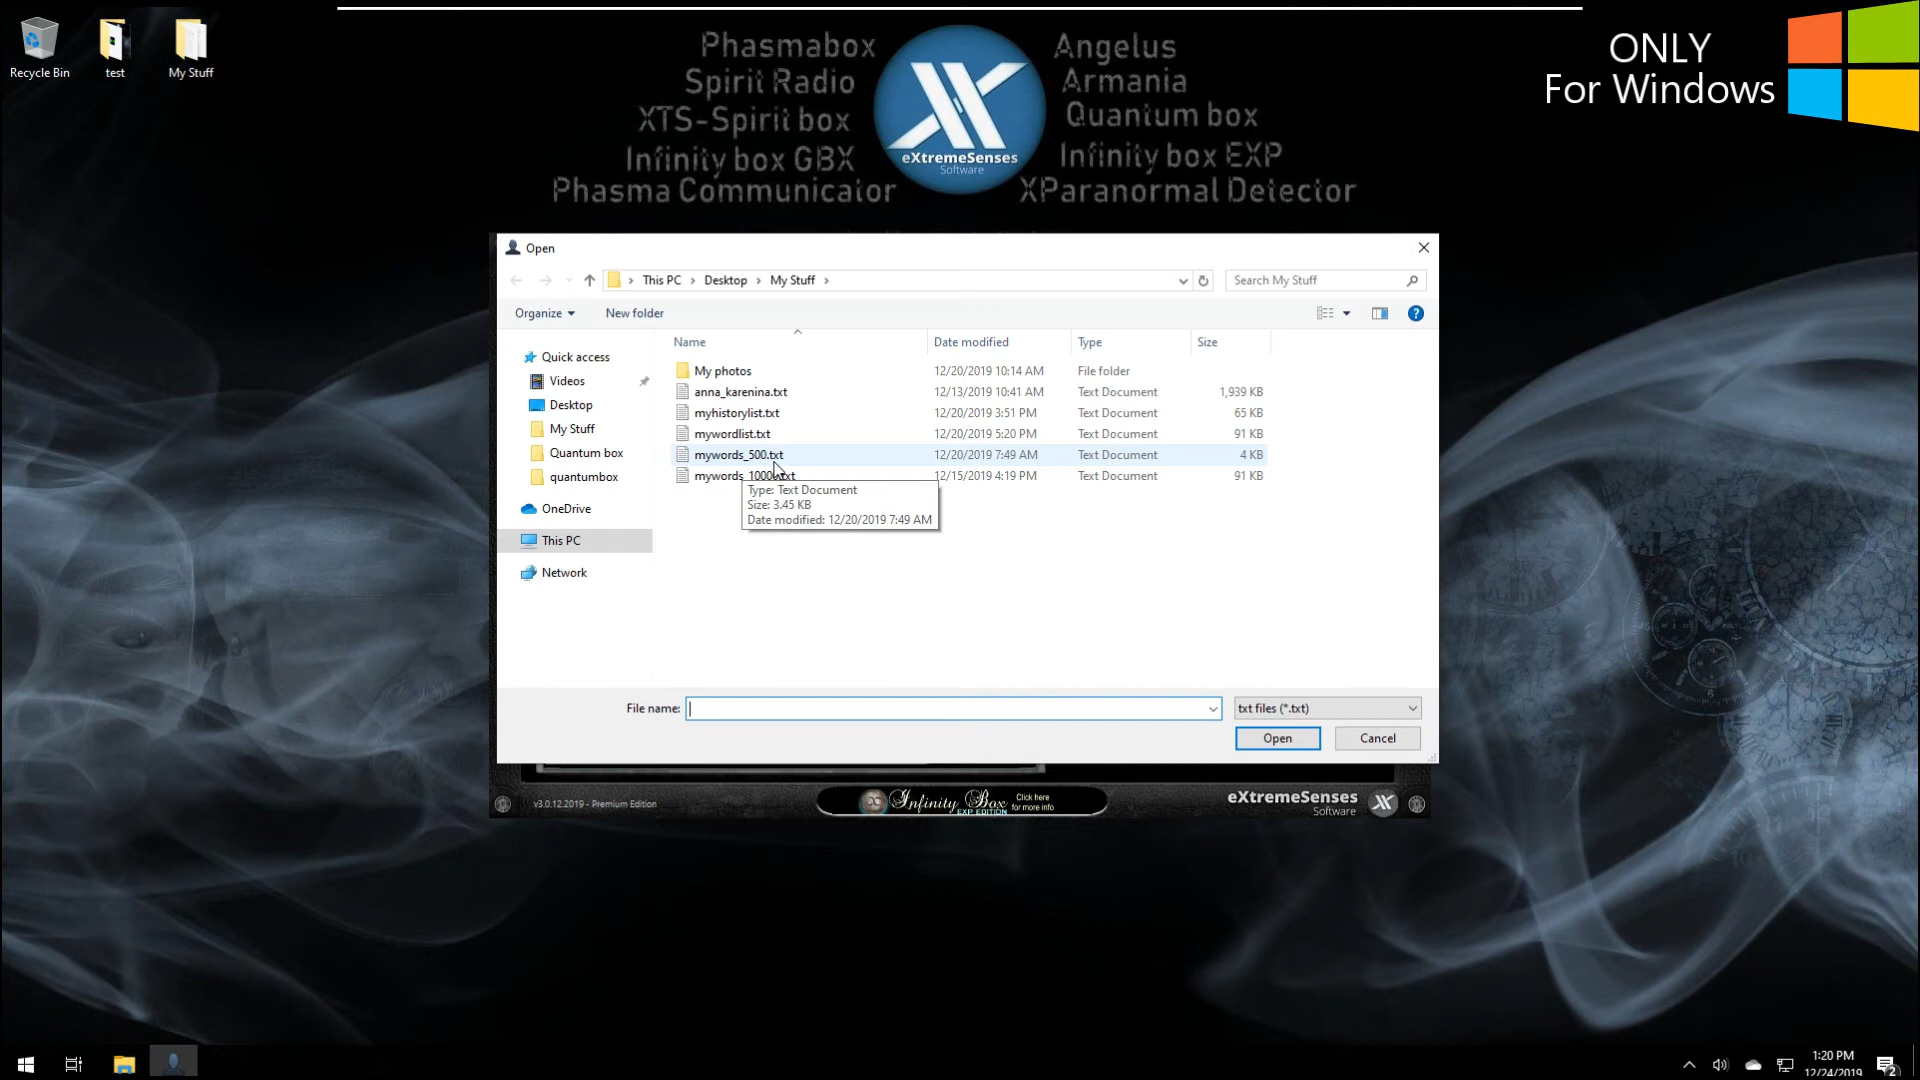 Recycle Bin
test
My Stuff
Phasmabox
Spirit Radio
XTS-Spirit box
Infinity box GBX
Phasma Communicator
eXtremeSenses
Software
Angelus
Armania
Quantum box
Infinity box EXP
XParanormal Detector
ONLY
For Windows
Open
This PC > Desktop > My Stuff >
Search My Stuff
Organize
New folder
Name Date modified Type Size
Quick access
Videos
Desktop
My Stuff
Quantum box
quantumbox
OneDrive
This PC
Network
My photos 12/20/2019 10:14 AM File folder
anna_karenina.txt 12/13/2019 10:41 AM Text Document 1,939 KB
myhistorylist.txt 12/20/2019 3:51 PM Text Document 65 KB
mywordlist.txt 12/20/2019 5:20 PM Text Document 91 KB
mywords_500.txt 12/20/2019 7:49 AM Text Document 4 KB
12/15/2019 4:19 PM Text Document 91 KB
Type: Text Document
Size: 3.45 KB
Date modified: 12/20/2019 7:49 AM
File name:
txt files (*.txt)
Open
Cancel
v3.0.12.2019 - Premium Edition
Infinity Box
EXP EDITION
Click here
for more info
eXtremeSenses
Software
1:20 PM
12/24/2019
2